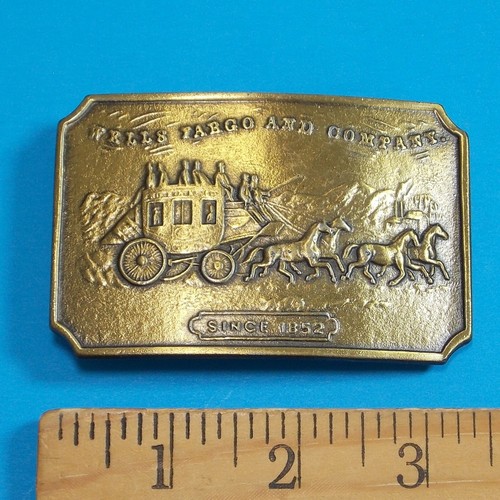 WELLS FARGO AND COMPANY.
SINCE 1852
1 2 3